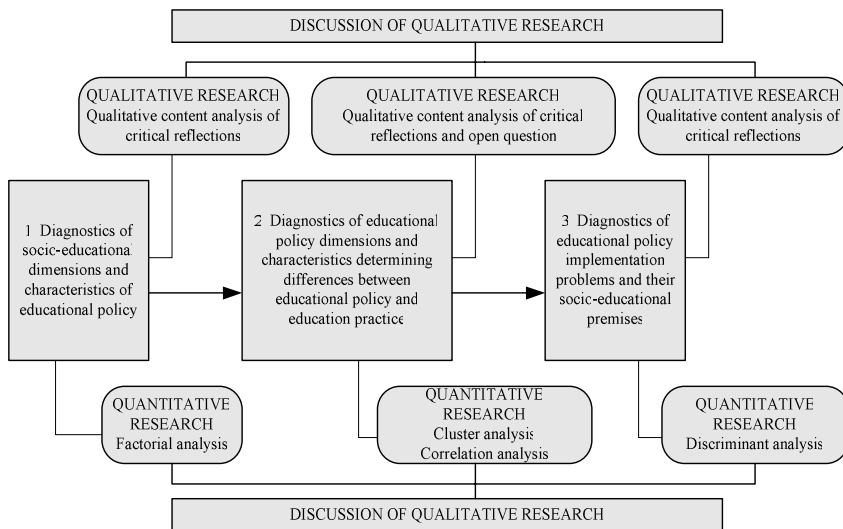 DISCUSSION OF QUALITATIVE RESEARCH
QUALITATIVE RESEARCH
Qualitative content analysis of
critical reflections
QUALITATIVE RESEARCH
Qualitative content analysis of critical
reflections and open question
QUALITATIVE RESEARCH
Qualitative content analysis of
critical reflections
1 Diagnostics of
socic-educational
dimensions and
characteristics of
educational policy
2 Diagnostics of educational
policy dimensions and
characteristics determining
differences between
educational policy and
education practice
3 Diagnostics of
educational policy
implementation
problems and their
socic-educational
premises
QUANTITATIVE
RESEARCH
Factorial analysis
QUANTITATIVE
RESEARCH
Cluster analysis
Correlation analysis
QUANTITATIVE
RESEARCH
Discriminant analysis
DISCUSSION OF QUALITATIVE RESEARCH